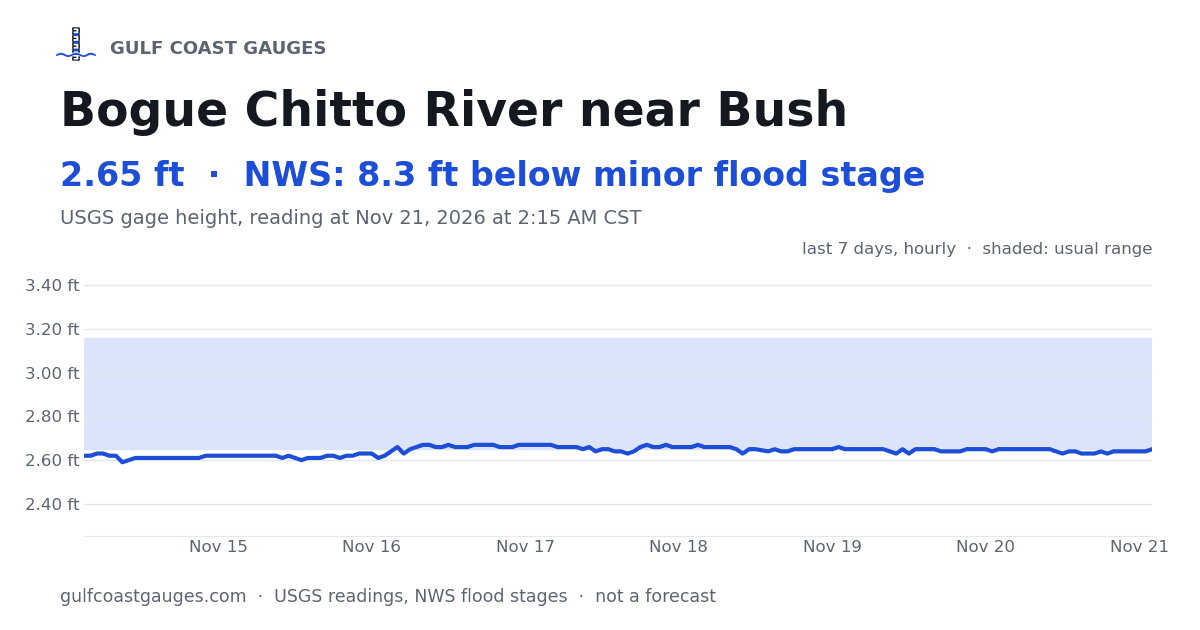 GULF COAST GAUGES
Bogue Chitto River near Bush
2.65 ft · NWS: 8.3 ft below minor flood stage
USGS gage height, reading at Nov 21, 2026 at 2:15 AM CST
last 7 days, hourly · shaded: usual range
3.40 ft
3.20 ft
3.00 ft
2.80 ft
2.60 ft
2.40 ft
Nov 15 Nov 16 Nov 17 Nov 18 Nov 19 Nov 20 Nov 21
gulfcoastgauges.com · USGS readings, NWS flood stages · not a forecast